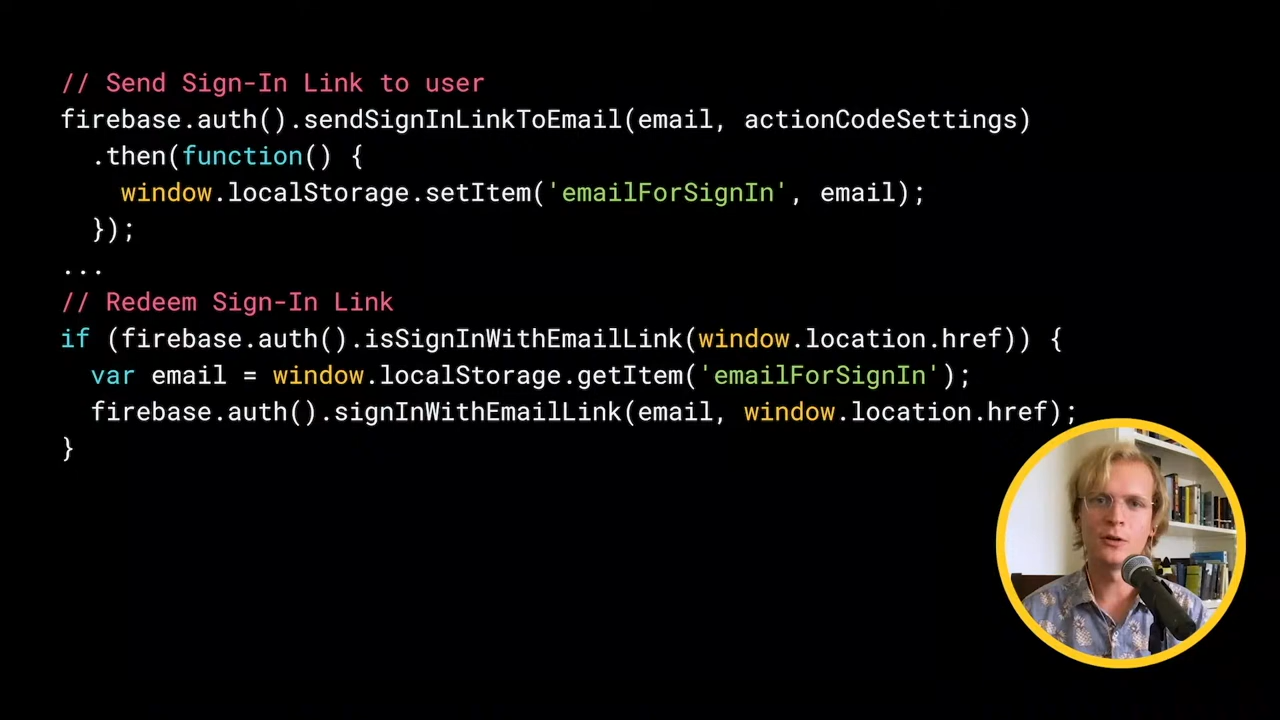 // Send Sign-In Link to user
firebase.auth().sendSignInLinkToEmail(email, actionCodeSettings)
  .then(function() {
    window.localStorage.setItem('emailForSignIn', email);
  });
...
// Redeem Sign-In Link
if (firebase.auth().isSignInWithEmailLink(window.location.href)) {
  var email = window.localStorage.getItem('emailForSignIn');
  firebase.auth().signInWithEmailLink(email, window.location.href);
}